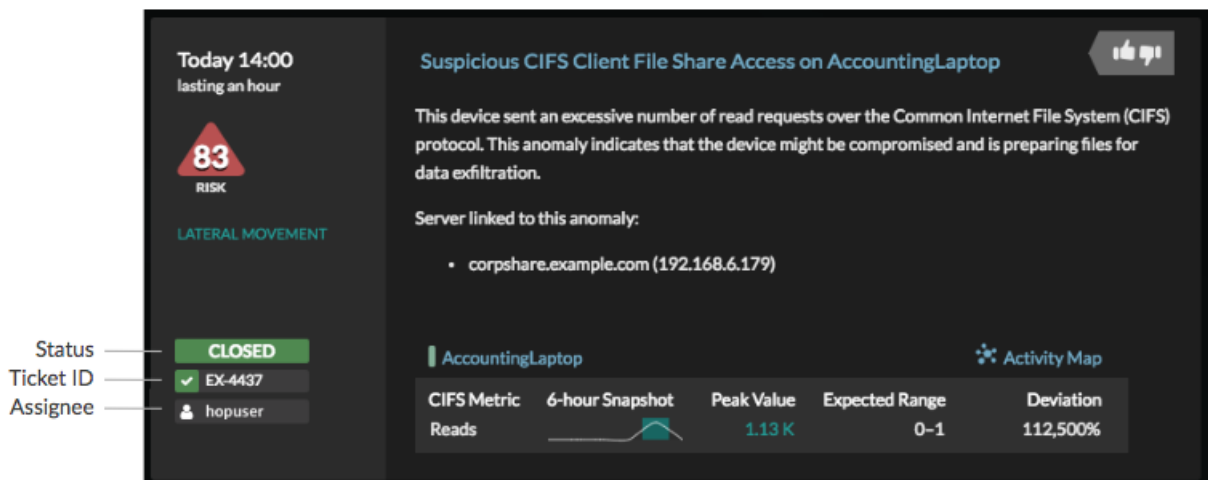 Today 14:00
lasting an hour
83
RISK
LATERAL MOVEMENT
Suspicious CIFS Client File Share Access on AccountingLaptop
This device sent an excessive number of read requests over the Common Internet File System (CIFS)
protocol. This anomaly indicates that the device might be compromised and is preparing files for
data exfiltration.
Server linked to this anomaly:
• corpshare.example.com (192.168.6.179)
Status
Ticket ID
Assignee
CLOSED
EX-4437
hopuser
AccountingLaptop
Activity Map
CIFS Metric 6-hour Snapshot Peak Value Expected Range Deviation
Reads 1.13 K 0–1 112,500%